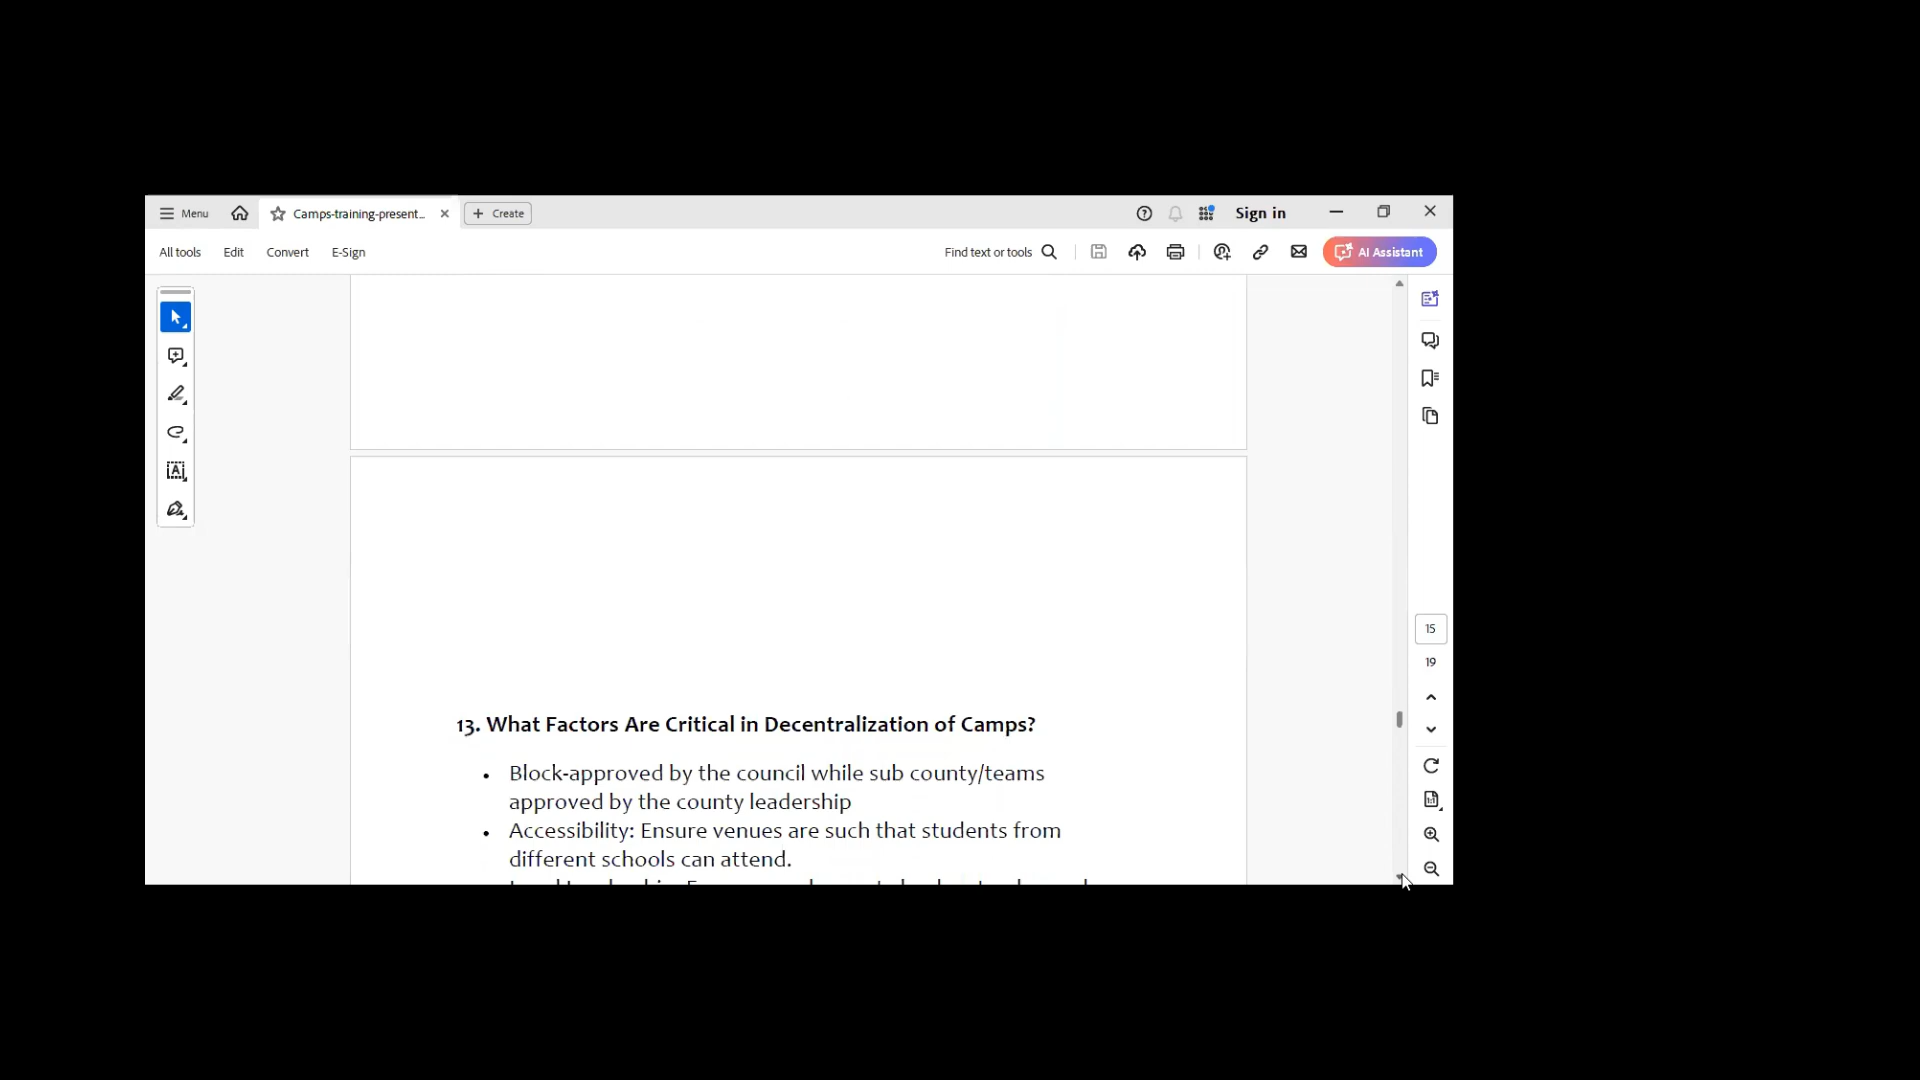 Menu
Camps-training-present...
Create
Sign in
All tools
Edit
Convert
E-Sign
Find text or tools
AI Assistant
15
19
13. What Factors Are Critical in Decentralization of Camps?
• Block-approved by the council while sub county/teams
approved by the county leadership
• Accessibility: Ensure venues are such that students from
different schools can attend.